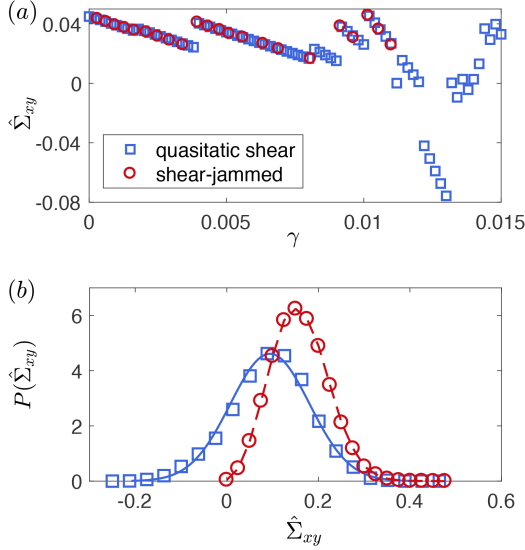 (a)
0.04
0
-0.04
-0.08
Σ̂xy
quasitatic shear
shear-jammed
0 0.005 0.01 0.015
γ
(b)
6
4
2
0
P(Σ̂xy)
-0.2 0 0.2 0.4 0.6
Σ̂xy